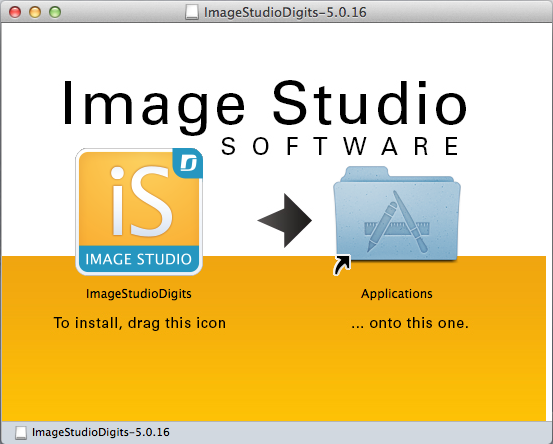 ImageStudioDigits-5.0.16
Image Studio
SOFTWARE
iS
IMAGE STUDIO
ImageStudioDigits
Applications
To install, drag this icon
... onto this one.
ImageStudioDigits-5.0.16